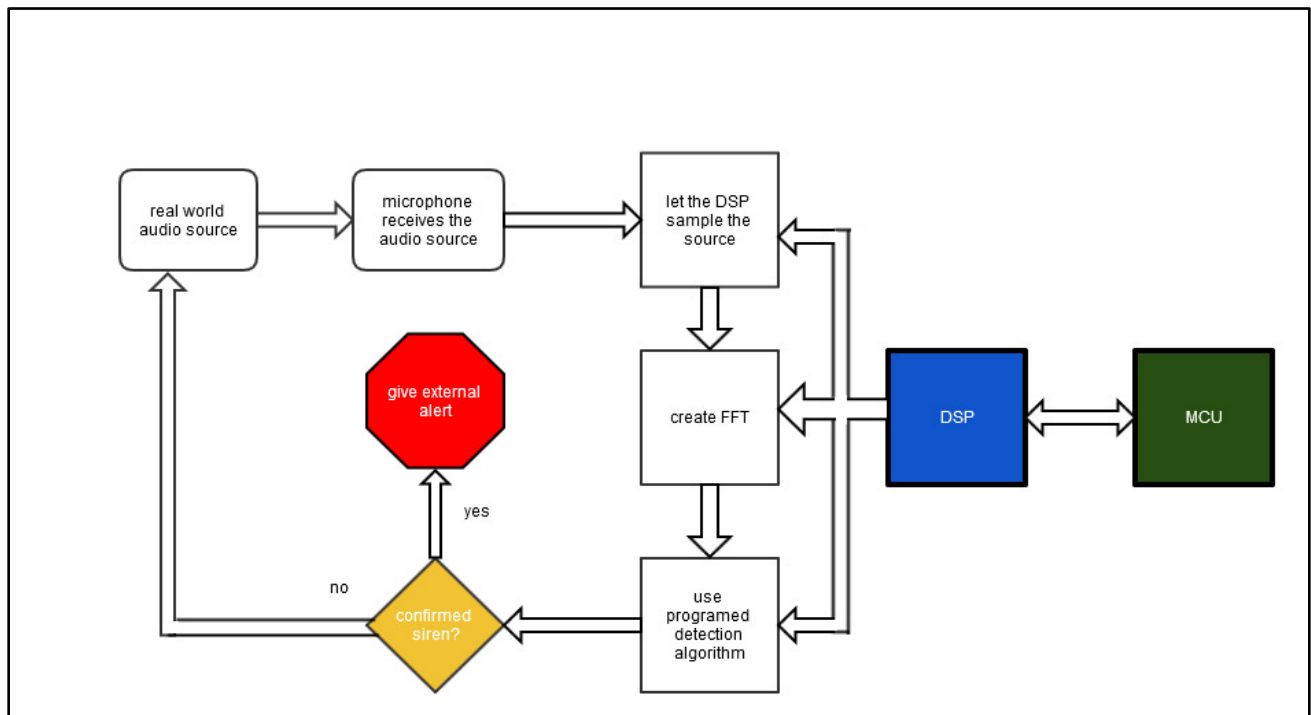 real world
audio source
microphone
receives the
audio source
let the DSP
sample the
source
give external
alert
create FFT
DSP
MCU
yes
no
confirmed
siren?
use
programed
detection
algorithm